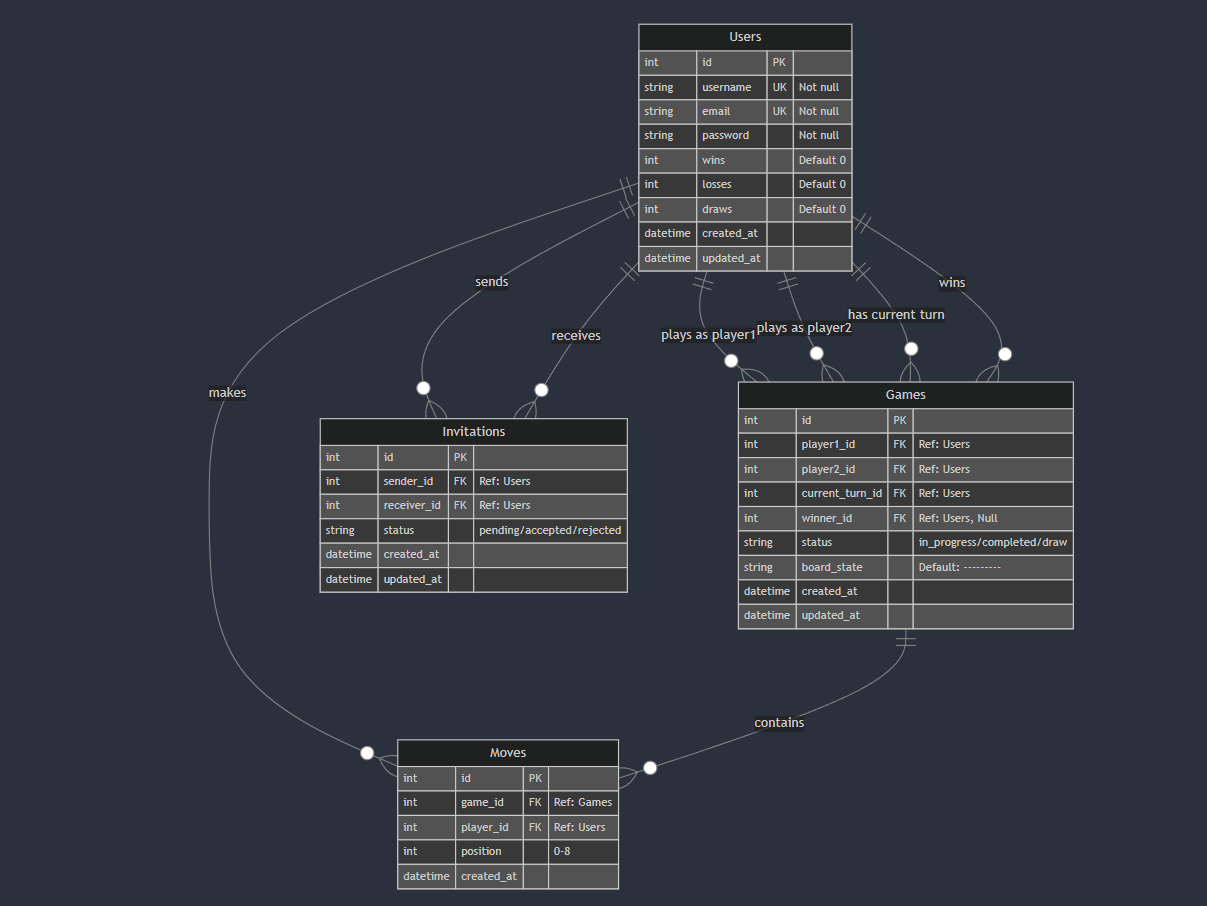 Users
int id PK
string username UK Not null
string email UK Not null
string password Not null
int wins Default 0
int losses Default 0
int draws Default 0
datetime created_at
datetime updated_at
sends
wins
has current turn
plays as player1
plays as player2
receives
makes
Invitations
int id PK
int sender_id FK Ref: Users
int receiver_id FK Ref: Users
string status pending/accepted/rejected
datetime created_at
datetime updated_at
Games
int id PK
int player1_id FK Ref: Users
int player2_id FK Ref: Users
int current_turn_id FK Ref: Users
int winner_id FK Ref: Users, Null
string status in_progress/completed/draw
string board_state Default: ---------
datetime created_at
datetime updated_at
contains
Moves
int id PK
int game_id FK Ref: Games
int player_id FK Ref: Users
int position 0-8
datetime created_at